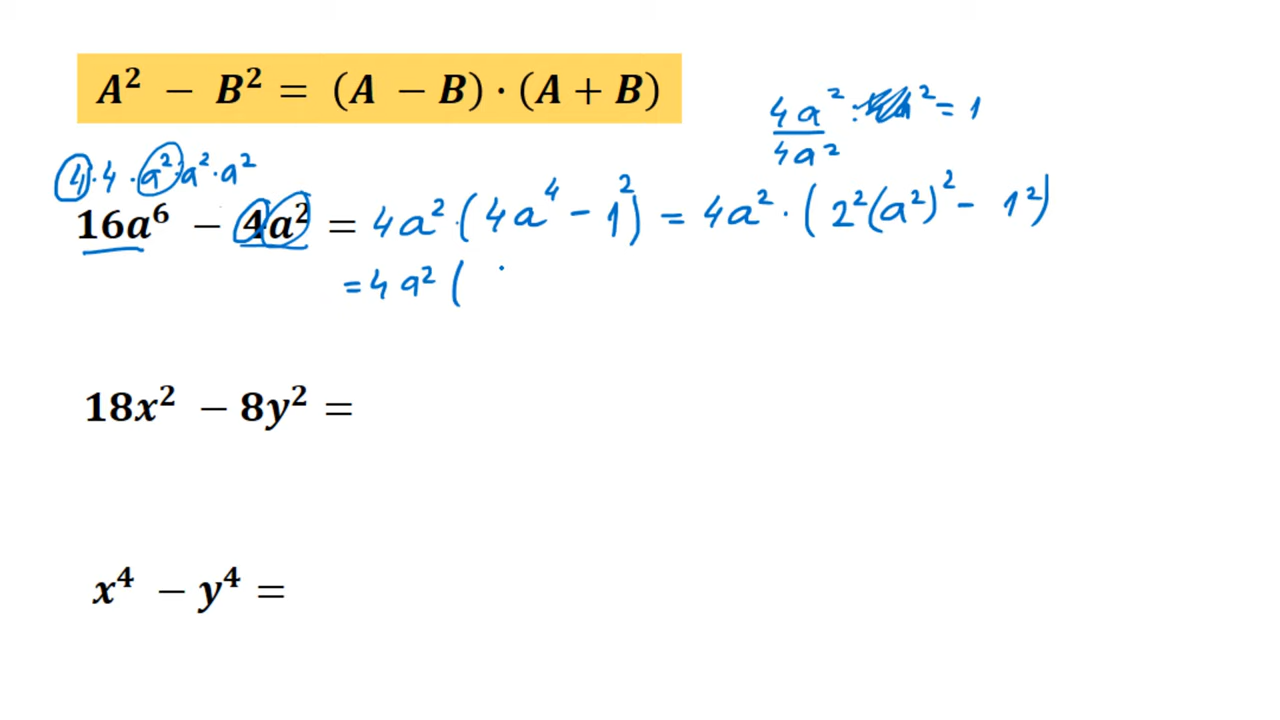 A² − B² = (A − B) · (A + B)
4a² : a² = 1
4a²
4 · 4 · a² · a² · a²
16a⁶ − 4a² = 4a² · (4a⁴ − 1²) = 4a² · (2²(a²)² − 1²)
= 4a² (
18x² − 8y² =
x⁴ − y⁴ =